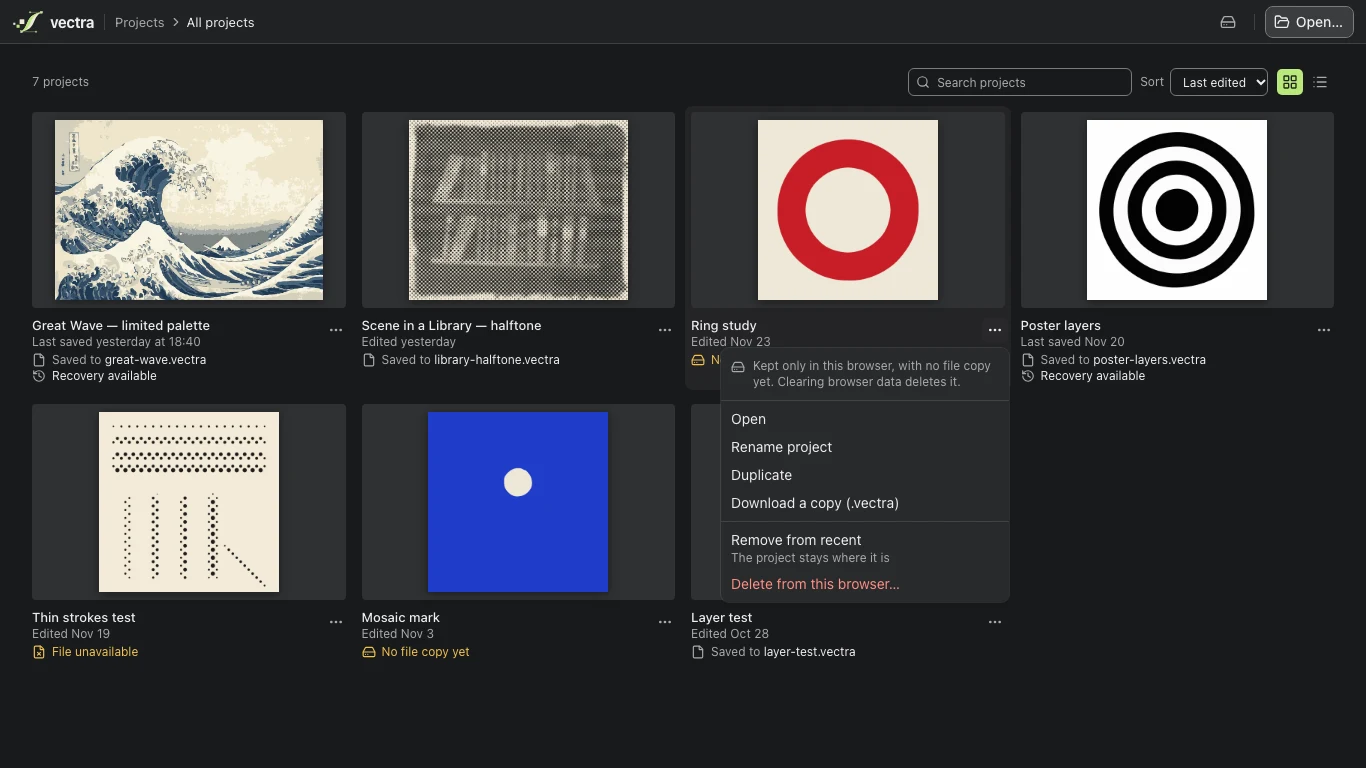 vectra
Projects > All projects
Open...
7 projects
Search projects
Sort
Last edited
Great Wave — limited palette
Last saved yesterday at 18:40
Saved to great-wave.vectra
Recovery available
Scene in a Library — halftone
Edited yesterday
Saved to library-halftone.vectra
Ring study
Edited Nov 23
Kept only in this browser, with no file copy
yet. Clearing browser data deletes it.
Open
Rename project
Duplicate
Download a copy (.vectra)
Remove from recent
The project stays where it is
Delete from this browser...
Poster layers
Last saved Nov 20
Saved to poster-layers.vectra
Recovery available
Thin strokes test
Edited Nov 19
File unavailable
Mosaic mark
Edited Nov 3
No file copy yet
Layer test
Edited Oct 28
Saved to layer-test.vectra